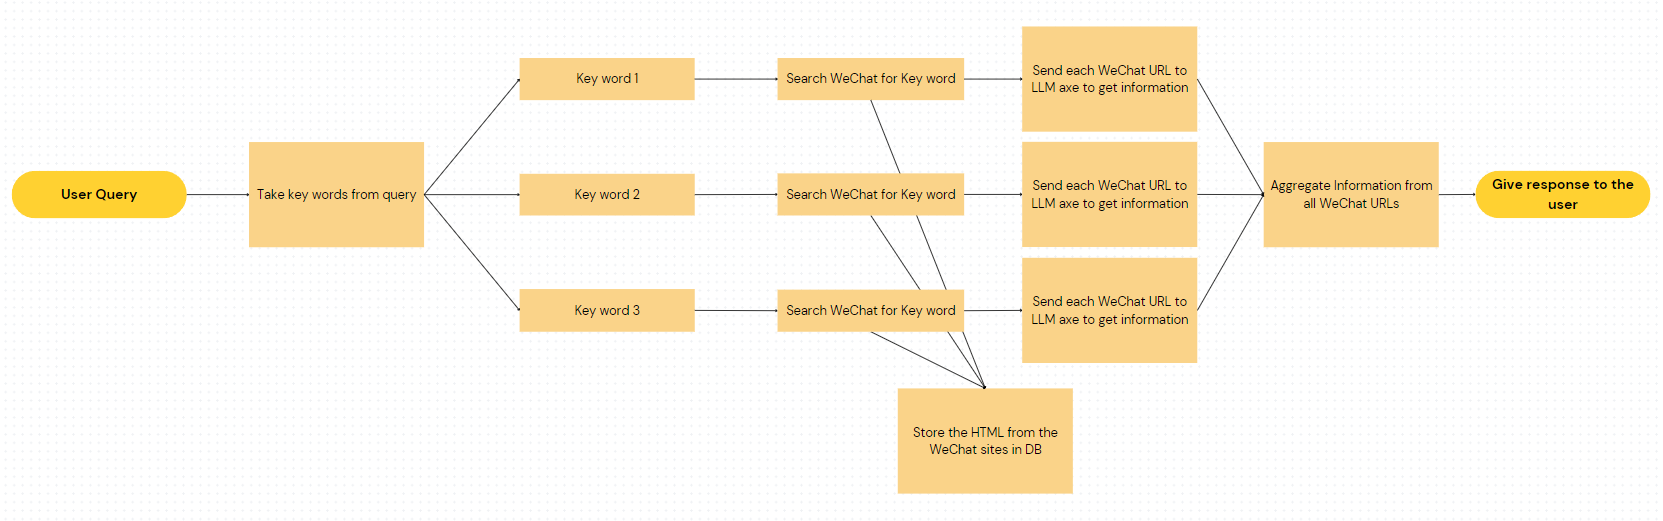 User Query
Take key words from query
Key word 1
Search WeChat for Key word
Send each WeChat URL to
LLM axe to get information
Key word 2
Search WeChat for Key word
Send each WeChat URL to
LLM axe to get information
Key word 3
Search WeChat for Key word
Send each WeChat URL to
LLM axe to get information
Store the HTML from the
WeChat sites in DB
Aggregate Information from
all WeChat URLs
Give response to the
user